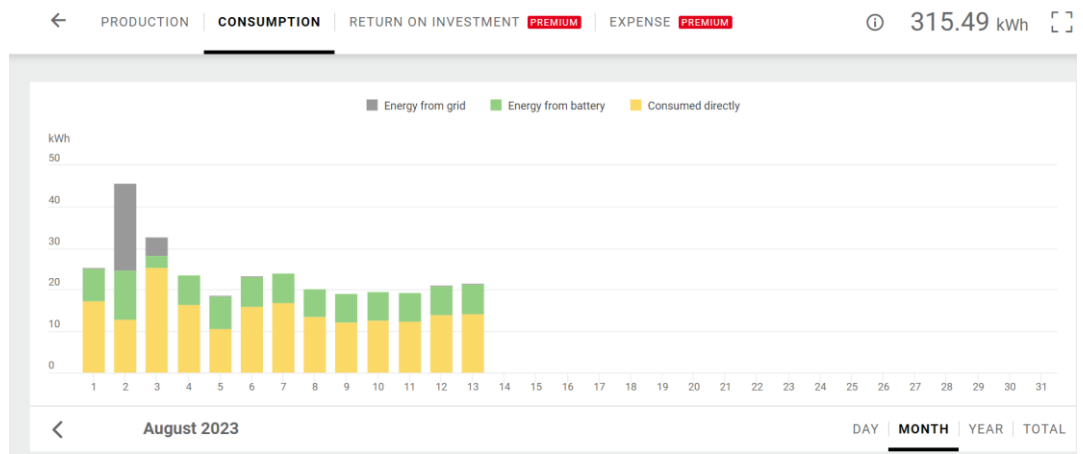 PRODUCTION CONSUMPTION RETURN ON INVESTMENT PREMIUM EXPENSE PREMIUM 315.49 kWh
Energy from grid Energy from battery Consumed directly
kWh
50
40
30
20
10
0
1 2 3 4 5 6 7 8 9 10 11 12 13 14 15 16 17 18 19 20 21 22 23 24 25 26 27 28 29 30 31
August 2023 DAY MONTH YEAR TOTAL